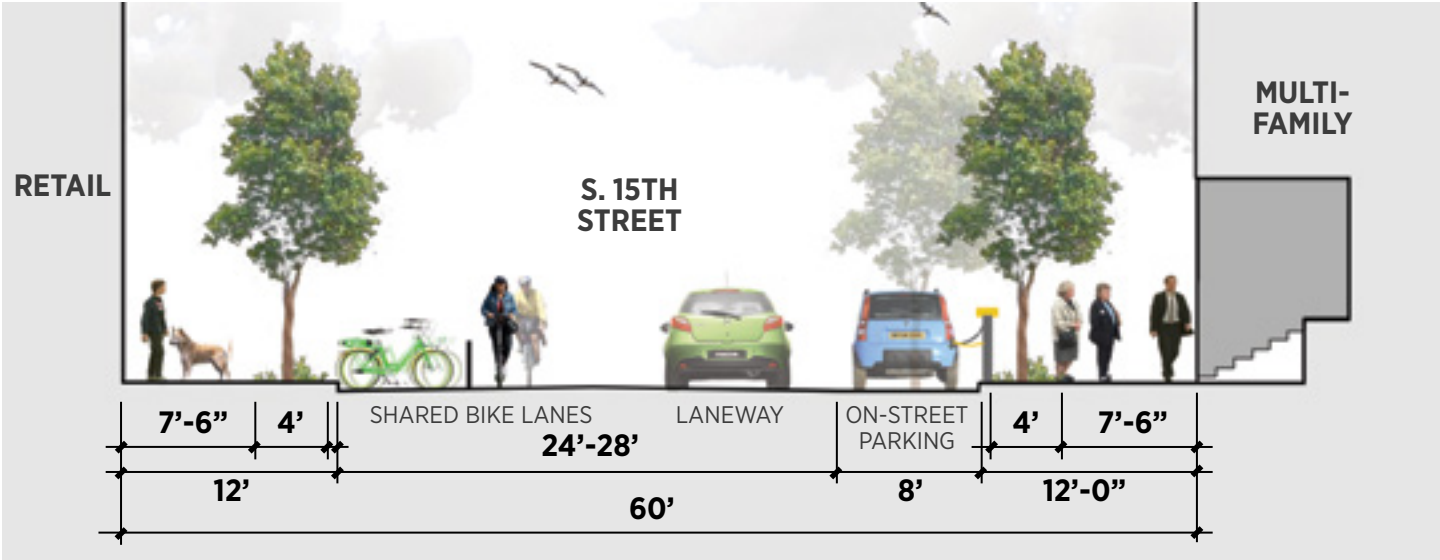 MULTI-
FAMILY
RETAIL
S. 15TH
STREET
SHARED BIKE LANES
LANEWAY
ON-STREET
PARKING
7’-6”
4’
24’-28’
4’
7’-6”
12’
8’
12’-0”
60’